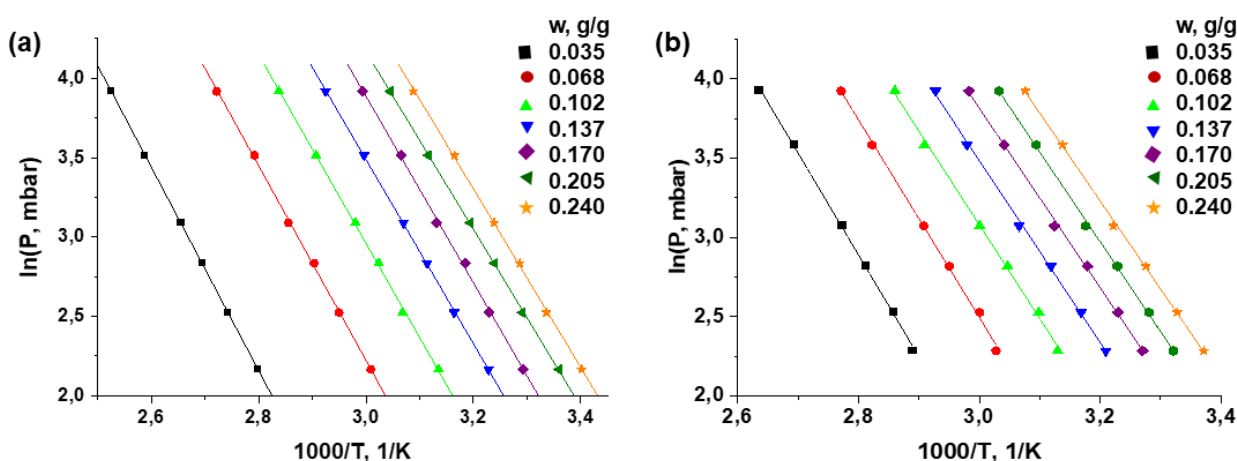 (a)
w, g/g
0.035
0.068
0.102
0.137
0.170
0.205
0.240
4,0
3,5
3,0
2,5
2,0
ln(P, mbar)
2,6 2,8 3,0 3,2 3,4
1000/T, 1/K
(b)
w, g/g
0.035
0.068
0.102
0.137
0.170
0.205
0.240
4,0
3,5
3,0
2,5
2,0
ln(P, mbar)
2,6 2,8 3,0 3,2 3,4
1000/T, 1/K